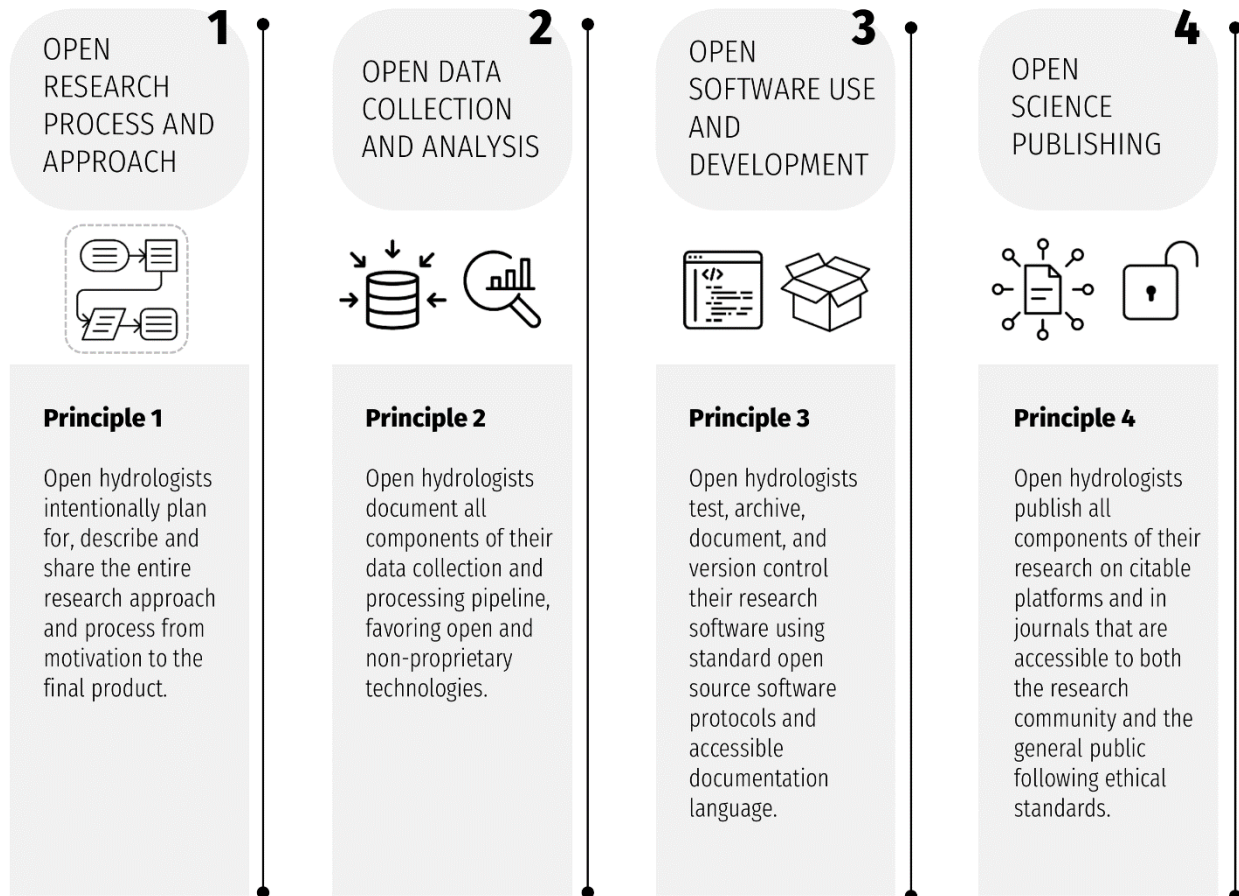 1
OPEN
RESEARCH
PROCESS AND
APPROACH
Principle 1
Open hydrologists
intentionally plan
for, describe and
share the entire
research approach
and process from
motivation to the
final product.
2
OPEN DATA
COLLECTION
AND ANALYSIS
Principle 2
Open hydrologists
document all
components of their
data collection and
processing pipeline,
favoring open and
non-proprietary
technologies.
3
OPEN
SOFTWARE USE
AND
DEVELOPMENT
</>
Principle 3
Open hydrologists
test, archive,
document, and
version control
their research
software using
standard open
source software
protocols and
accessible
documentation
language.
4
OPEN
SCIENCE
PUBLISHING
Principle 4
Open hydrologists
publish all
components of their
research on citable
platforms and in
journals that are
accessible to both
the research
community and the
general public
following ethical
standards.